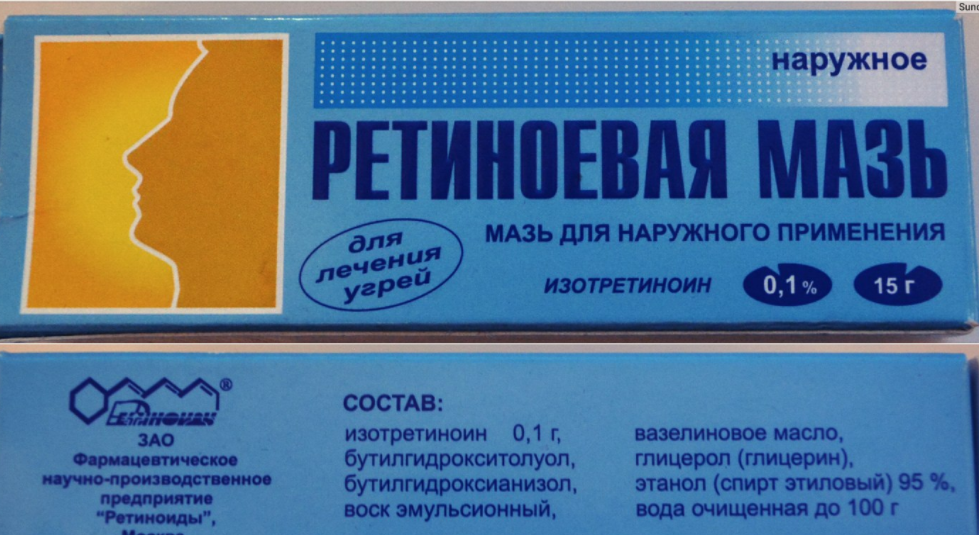 наружное
РЕТИНОЕВАЯ МАЗЬ
МАЗЬ ДЛЯ НАРУЖНОГО ПРИМЕНЕНИЯ
для
лечения
угрей
ИЗОТРЕТИНОИН 0,1 % 15 г
®
ЗАО
Фармацевтическое
научно-производственное
предприятие
"Ретиноиды",
Москва
СОСТАВ:
изотретиноин 0,1 г,
бутилгидрокситолуол,
бутилгидроксианизол,
воск эмульсионный,
вазелиновое масло,
глицерол (глицерин),
этанол (спирт этиловый) 95 %,
вода очищенная до 100 г